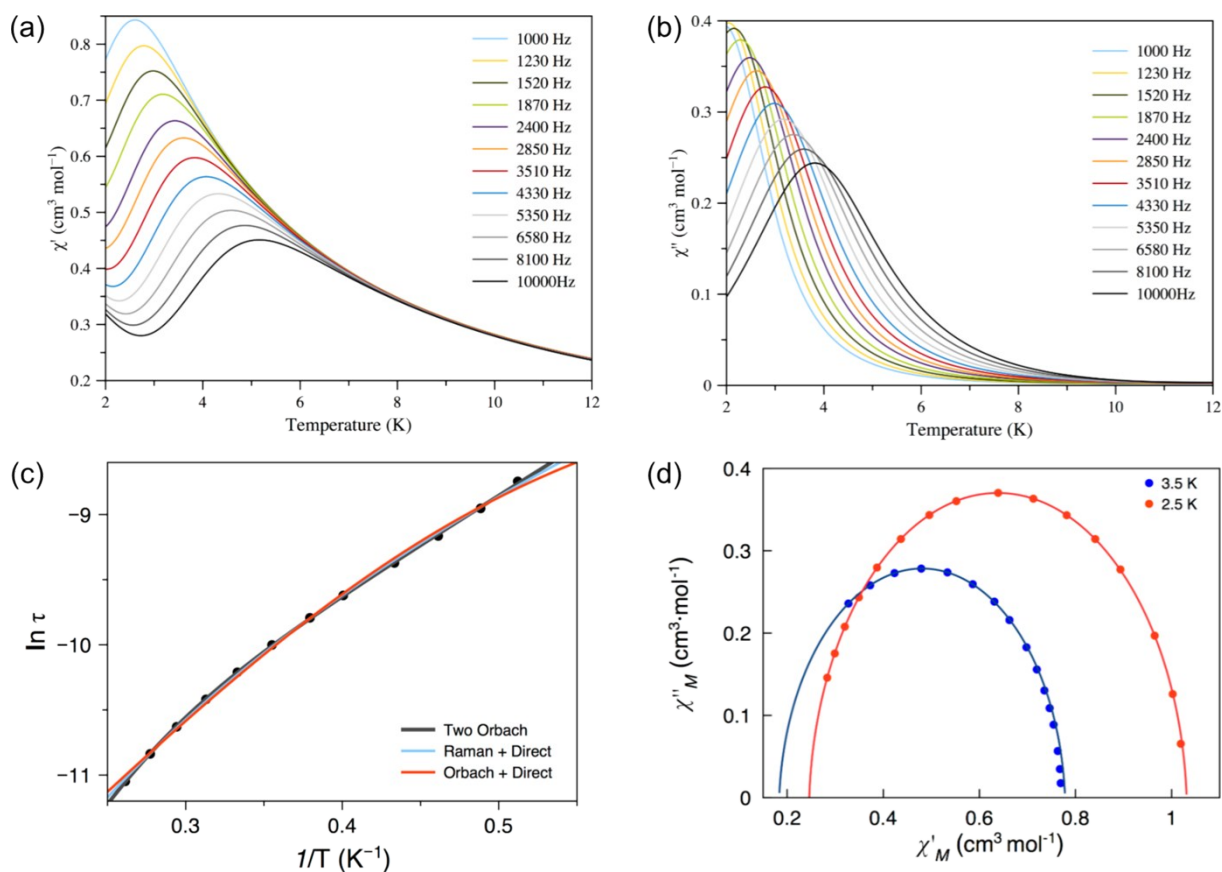 (a)
χ' (cm³ mol⁻¹)
0.8
0.7
0.6
0.5
0.4
0.3
0.2
2 4 6 8 10 12
Temperature (K)
1000 Hz
1230 Hz
1520 Hz
1870 Hz
2400 Hz
2850 Hz
3510 Hz
4330 Hz
5350 Hz
6580 Hz
8100 Hz
10000Hz
(b)
χ'' (cm³ mol⁻¹)
0.4
0.3
0.2
0.1
0
2 4 6 8 10 12
Temperature (K)
1000 Hz
1230 Hz
1520 Hz
1870 Hz
2400 Hz
2850 Hz
3510 Hz
4330 Hz
5350 Hz
6580 Hz
8100 Hz
10000Hz
(c)
ln τ
−9
−10
−11
0.3 0.4 0.5
1/T (K⁻¹)
Two Orbach
Raman + Direct
Orbach + Direct
(d)
χ''M (cm³·mol⁻¹)
0.4
0.3
0.2
0.1
0
0.2 0.4 0.6 0.8 1
χ'M (cm³ mol⁻¹)
3.5 K
2.5 K